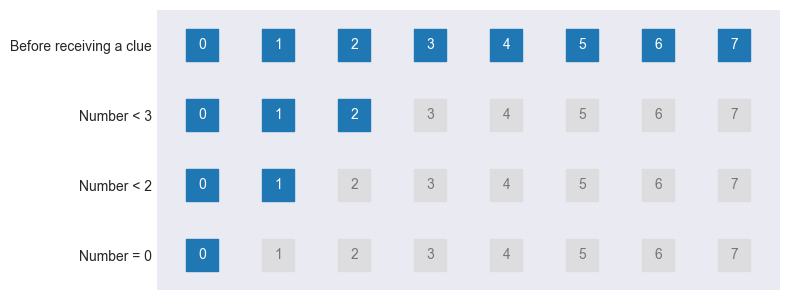 Before receiving a clue 0 1 2 3 4 5 6 7
Number < 3 0 1 2 3 4 5 6 7
Number < 2 0 1 2 3 4 5 6 7
Number = 0 0 1 2 3 4 5 6 7